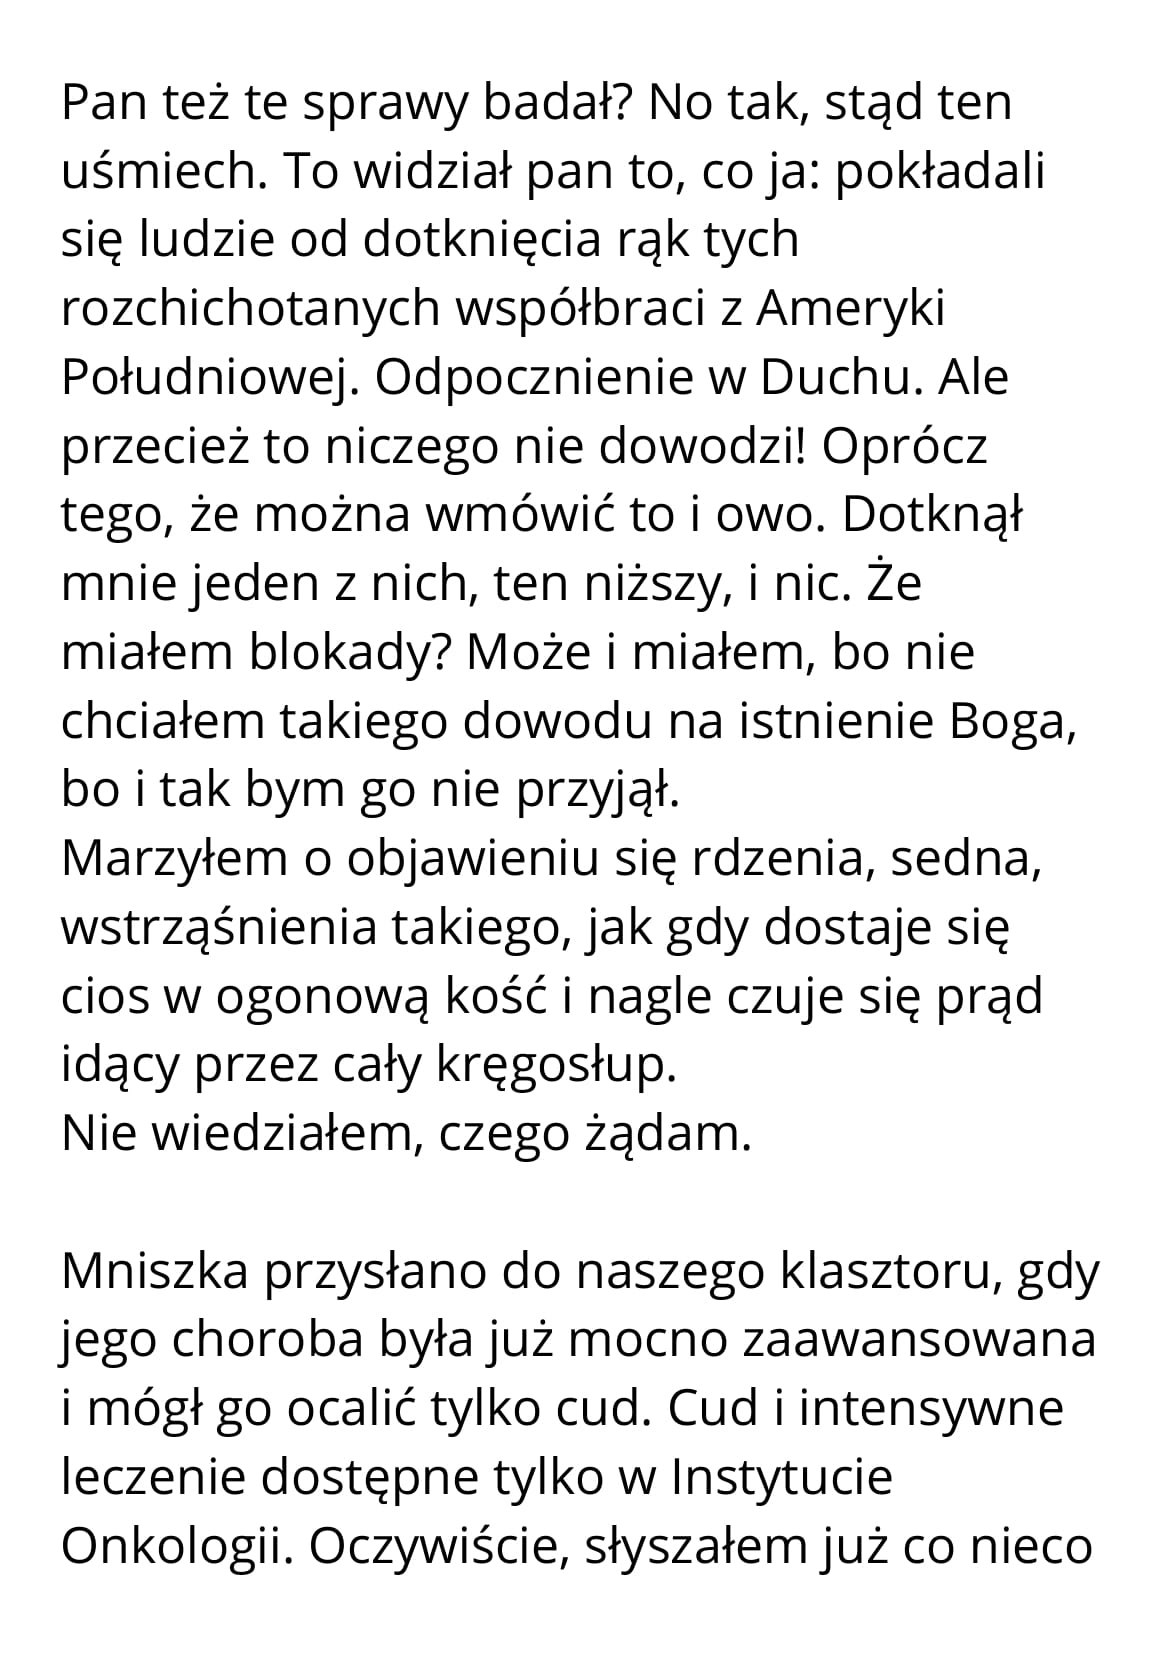 Pan też te sprawy badał? No tak, stąd ten
uśmiech. To widział pan to, co ja: pokładali
się ludzie od dotknięcia rąk tych
rozchichotanych współbraci z Ameryki
Południowej. Odpocznienie w Duchu. Ale
przecież to niczego nie dowodzi! Oprócz
tego, że można wmówić to i owo. Dotknął
mnie jeden z nich, ten niższy, i nic. Że
miałem blokady? Może i miałem, bo nie
chciałem takiego dowodu na istnienie Boga,
bo i tak bym go nie przyjął.
Marzyłem o objawieniu się rdzenia, sedna,
wstrząśnienia takiego, jak gdy dostaje się
cios w ogonową kość i nagle czuje się prąd
idący przez cały kręgosłup.
Nie wiedziałem, czego żądam.

Mniszka przysłano do naszego klasztoru, gdy
jego choroba była już mocno zaawansowana
i mógł go ocalić tylko cud. Cud i intensywne
leczenie dostępne tylko w Instytucie
Onkologii. Oczywiście, słyszałem już co nieco